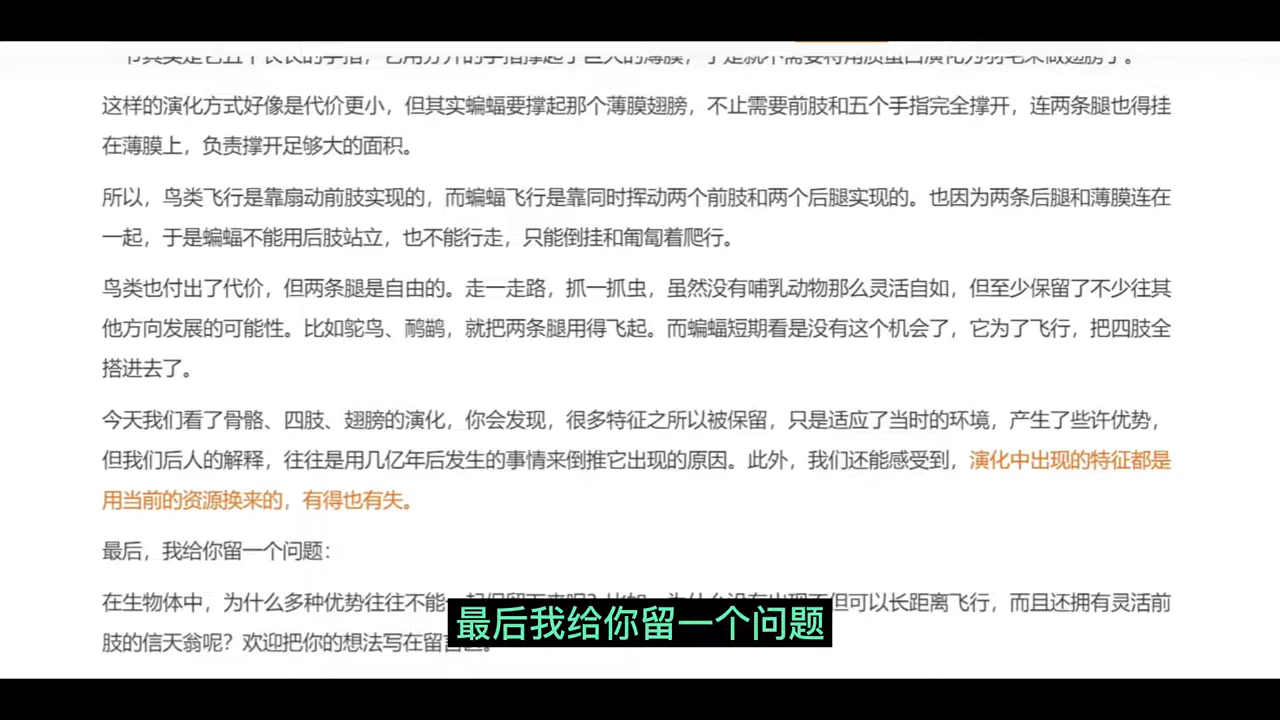 这样的演化方式好像是代价更小，但其实蝙蝠要撑起那个薄膜翅膀，不止需要前肢和五个手指完全撑开，连两条腿也得挂
在薄膜上，负责撑开足够大的面积。
所以，鸟类飞行是靠扇动前肢实现的，而蝙蝠飞行是靠同时挥动两个前肢和两个后腿实现的。也因为两条后腿和薄膜连在
一起，于是蝙蝠不能用后肢站立，也不能行走，只能倒挂和匍匐着爬行。
鸟类也付出了代价，但两条腿是自由的。走一走路，抓一抓虫，虽然没有哺乳动物那么灵活自如，但至少保留了不少往其
他方向发展的可能性。比如鸵鸟、鸸鹋，就把两条腿用得飞起。而蝙蝠短期看是没有这个机会了，它为了飞行，把四肢全
搭进去了。
今天我们看了骨骼、四肢、翅膀的演化，你会发现，很多特征之所以被保留，只是适应了当时的环境，产生了些许优势，
但我们后人的解释，往往是用几亿年后发生的事情来倒推它出现的原因。此外，我们还能感受到，演化中出现的特征都是
用当前的资源换来的，有得也有失。
最后，我给你留一个问题：
在生物体中，为什么多种优势往往不能 但可以长距离飞行，而且还拥有灵活前
肢的信天翁呢？欢迎把你的想法写在留
最后我给你留一个问题